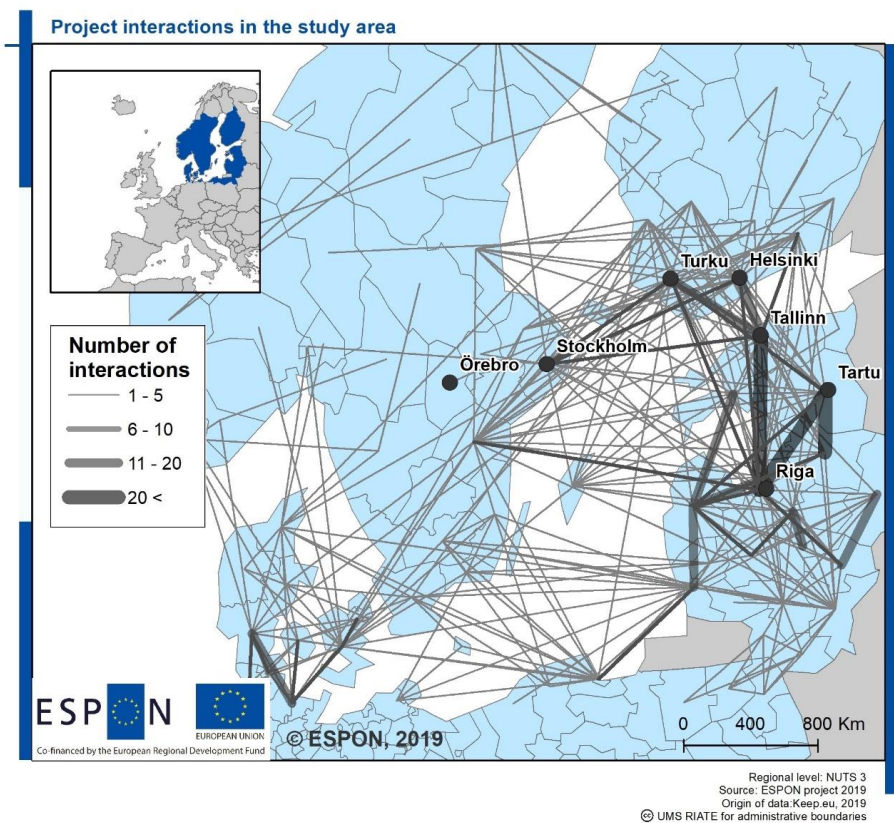 Project interactions in the study area
Turku
Helsinki
Tallinn
Stockholm
Örebro
Tartu
Riga
Number of
interactions
1 - 5
6 - 10
11 - 20
20 <
ESPON
EUROPEAN UNION
Co-financed by the European Regional Development Fund
© ESPON, 2019
0 400 800 Km
Regional level: NUTS 3
Source: ESPON project 2019
Origin of data:Keep.eu, 2019
cc UMS RIATE for administrative boundaries